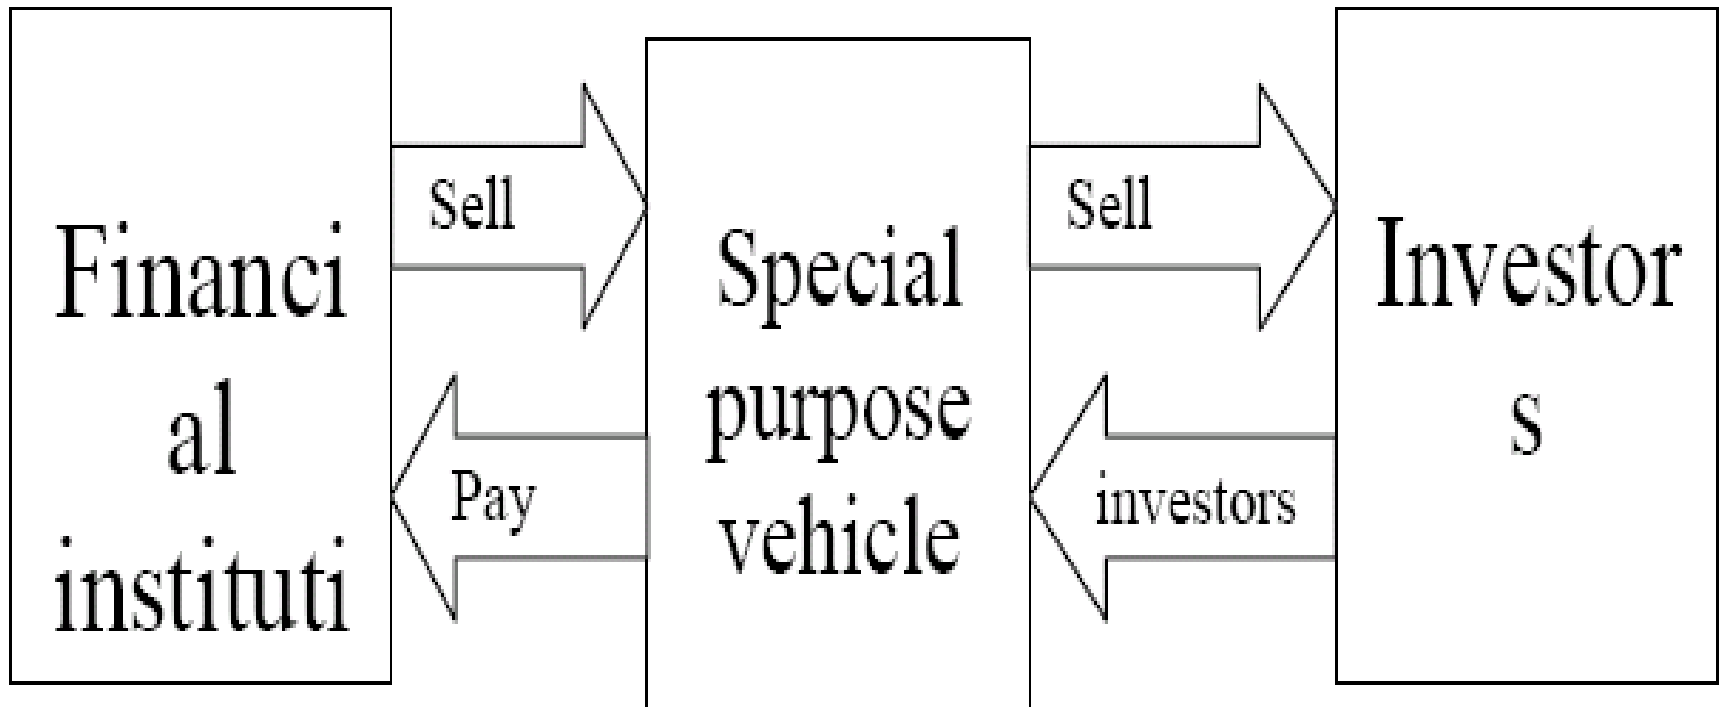 Financi
al
instituti
Sell
Pay
Special
purpose
vehicle
Sell
investors
Investor
s